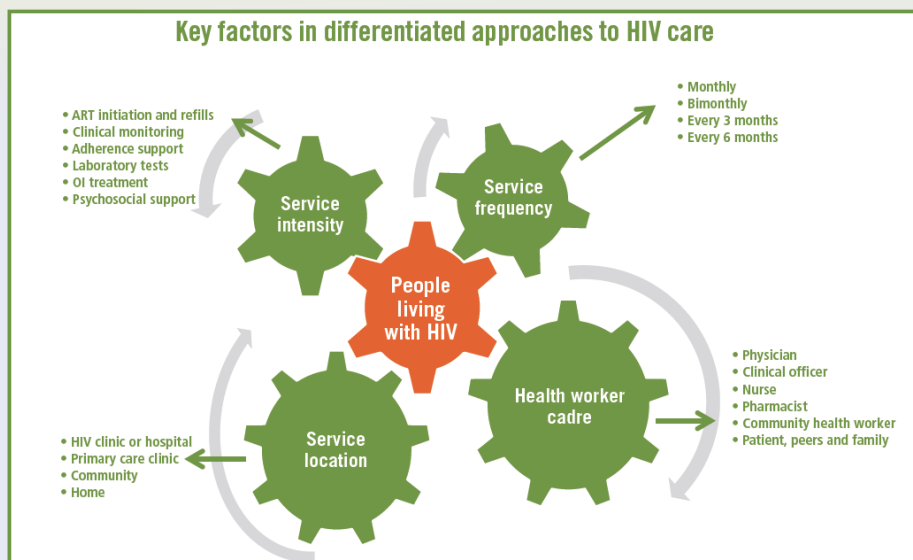 Key factors in differentiated approaches to HIV care
• ART initiation and refills
• Clinical monitoring
• Adherence support
• Laboratory tests
• OI treatment
• Psychosocial support
Service
intensity
• Monthly
• Bimonthly
• Every 3 months
• Every 6 months
Service
frequency
People
living
with HIV
• HIV clinic or hospital
• Primary care clinic
• Community
• Home
Service
location
Health worker
cadre
• Physician
• Clinical officer
• Nurse
• Pharmacist
• Community health worker
• Patient, peers and family